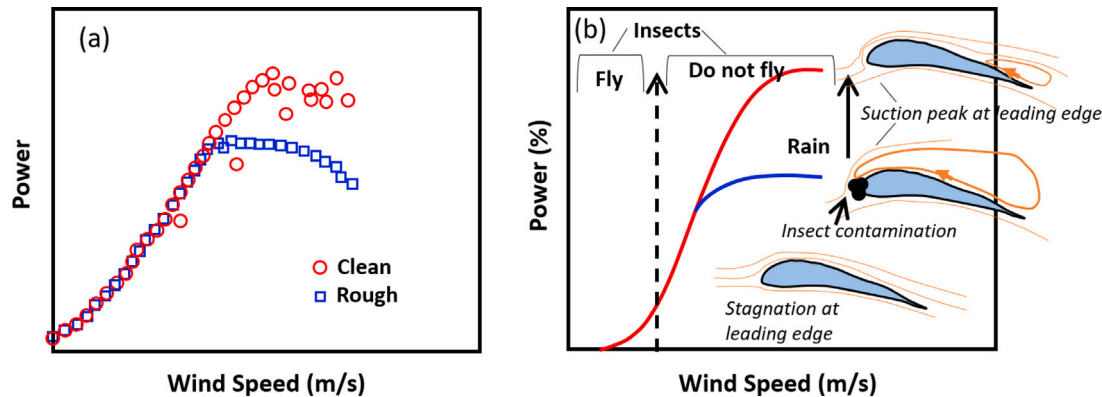 (a)
Power
Clean
Rough
Wind Speed (m/s)
(b)
Insects
Fly
Do not fly
Suction peak at leading edge
Rain
Power (%)
Insect contamination
Stagnation at
leading edge
Wind Speed (m/s)